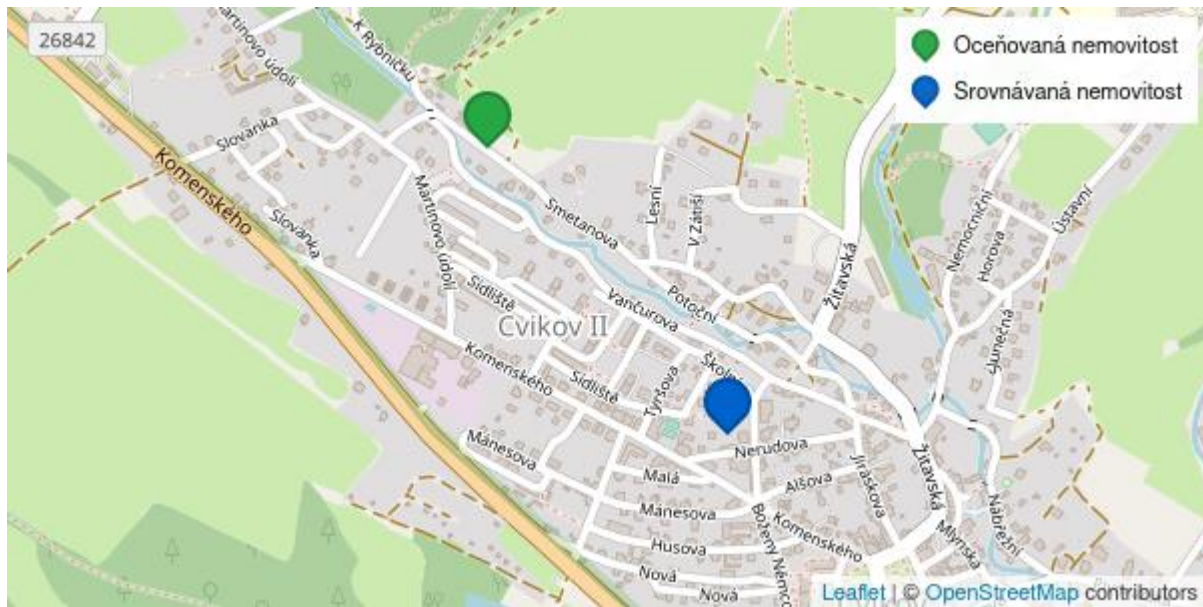 26842
Martinovo údolí
K Rybníčku
Oceňovaná nemovitost
Srovnávaná nemovitost
Slovanka
Komenského
Slovanka
Martinovo údolí
Smetanova
Lesní
V Zátiší
Žitavská
Nemocniční
Horova
Ústavní
Slunečná
Sídliště
Vančurova
Potoční
Cvikov II
Komenského
Sídliště
Tyršova
Školní
Mánesova
Malá
Nerudova
Alšova
Jiráskova
Žitavská
Mánesova
Husova
Nová
Nová
Boženy Němco
Komenského
Mlýnská
Nábřežní
Leaflet | © OpenStreetMap contributors